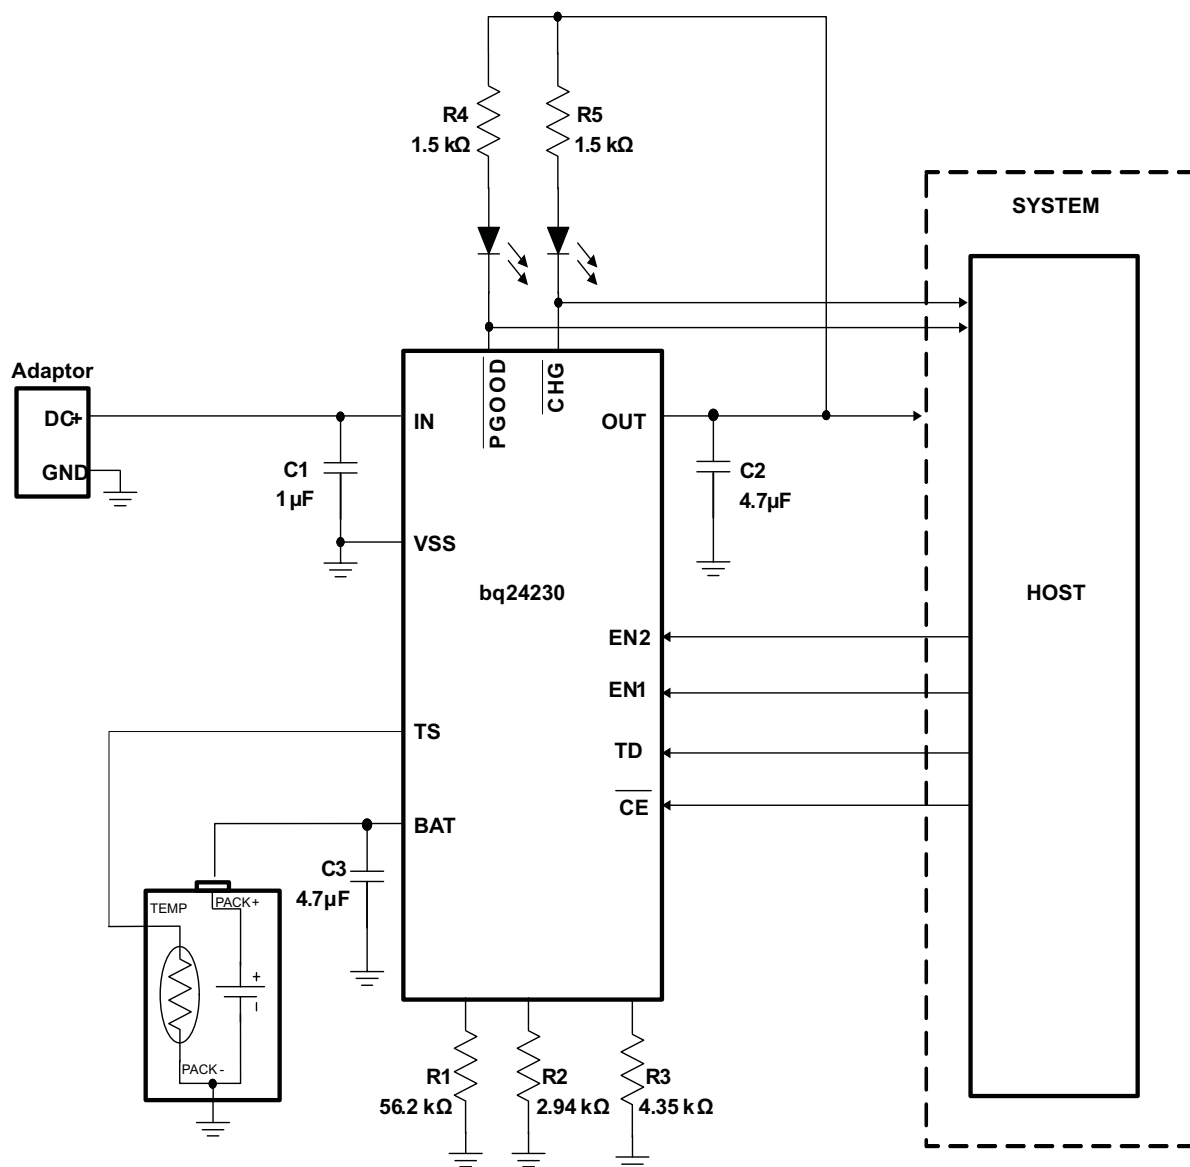 R4
1.5 kΩ
R5
1.5 kΩ
SYSTEM
Adaptor
DC+
GND
IN
PGOOD
CHG
OUT
C1
1 µF
C2
4.7µF
VSS
bq24230
HOST
EN2
EN1
TS
TD
CE
BAT
C3
4.7µF
TEMP
PACK+
+
–
PACK-
R1
56.2 kΩ
R2
2.94 kΩ
R3
4.35 kΩ